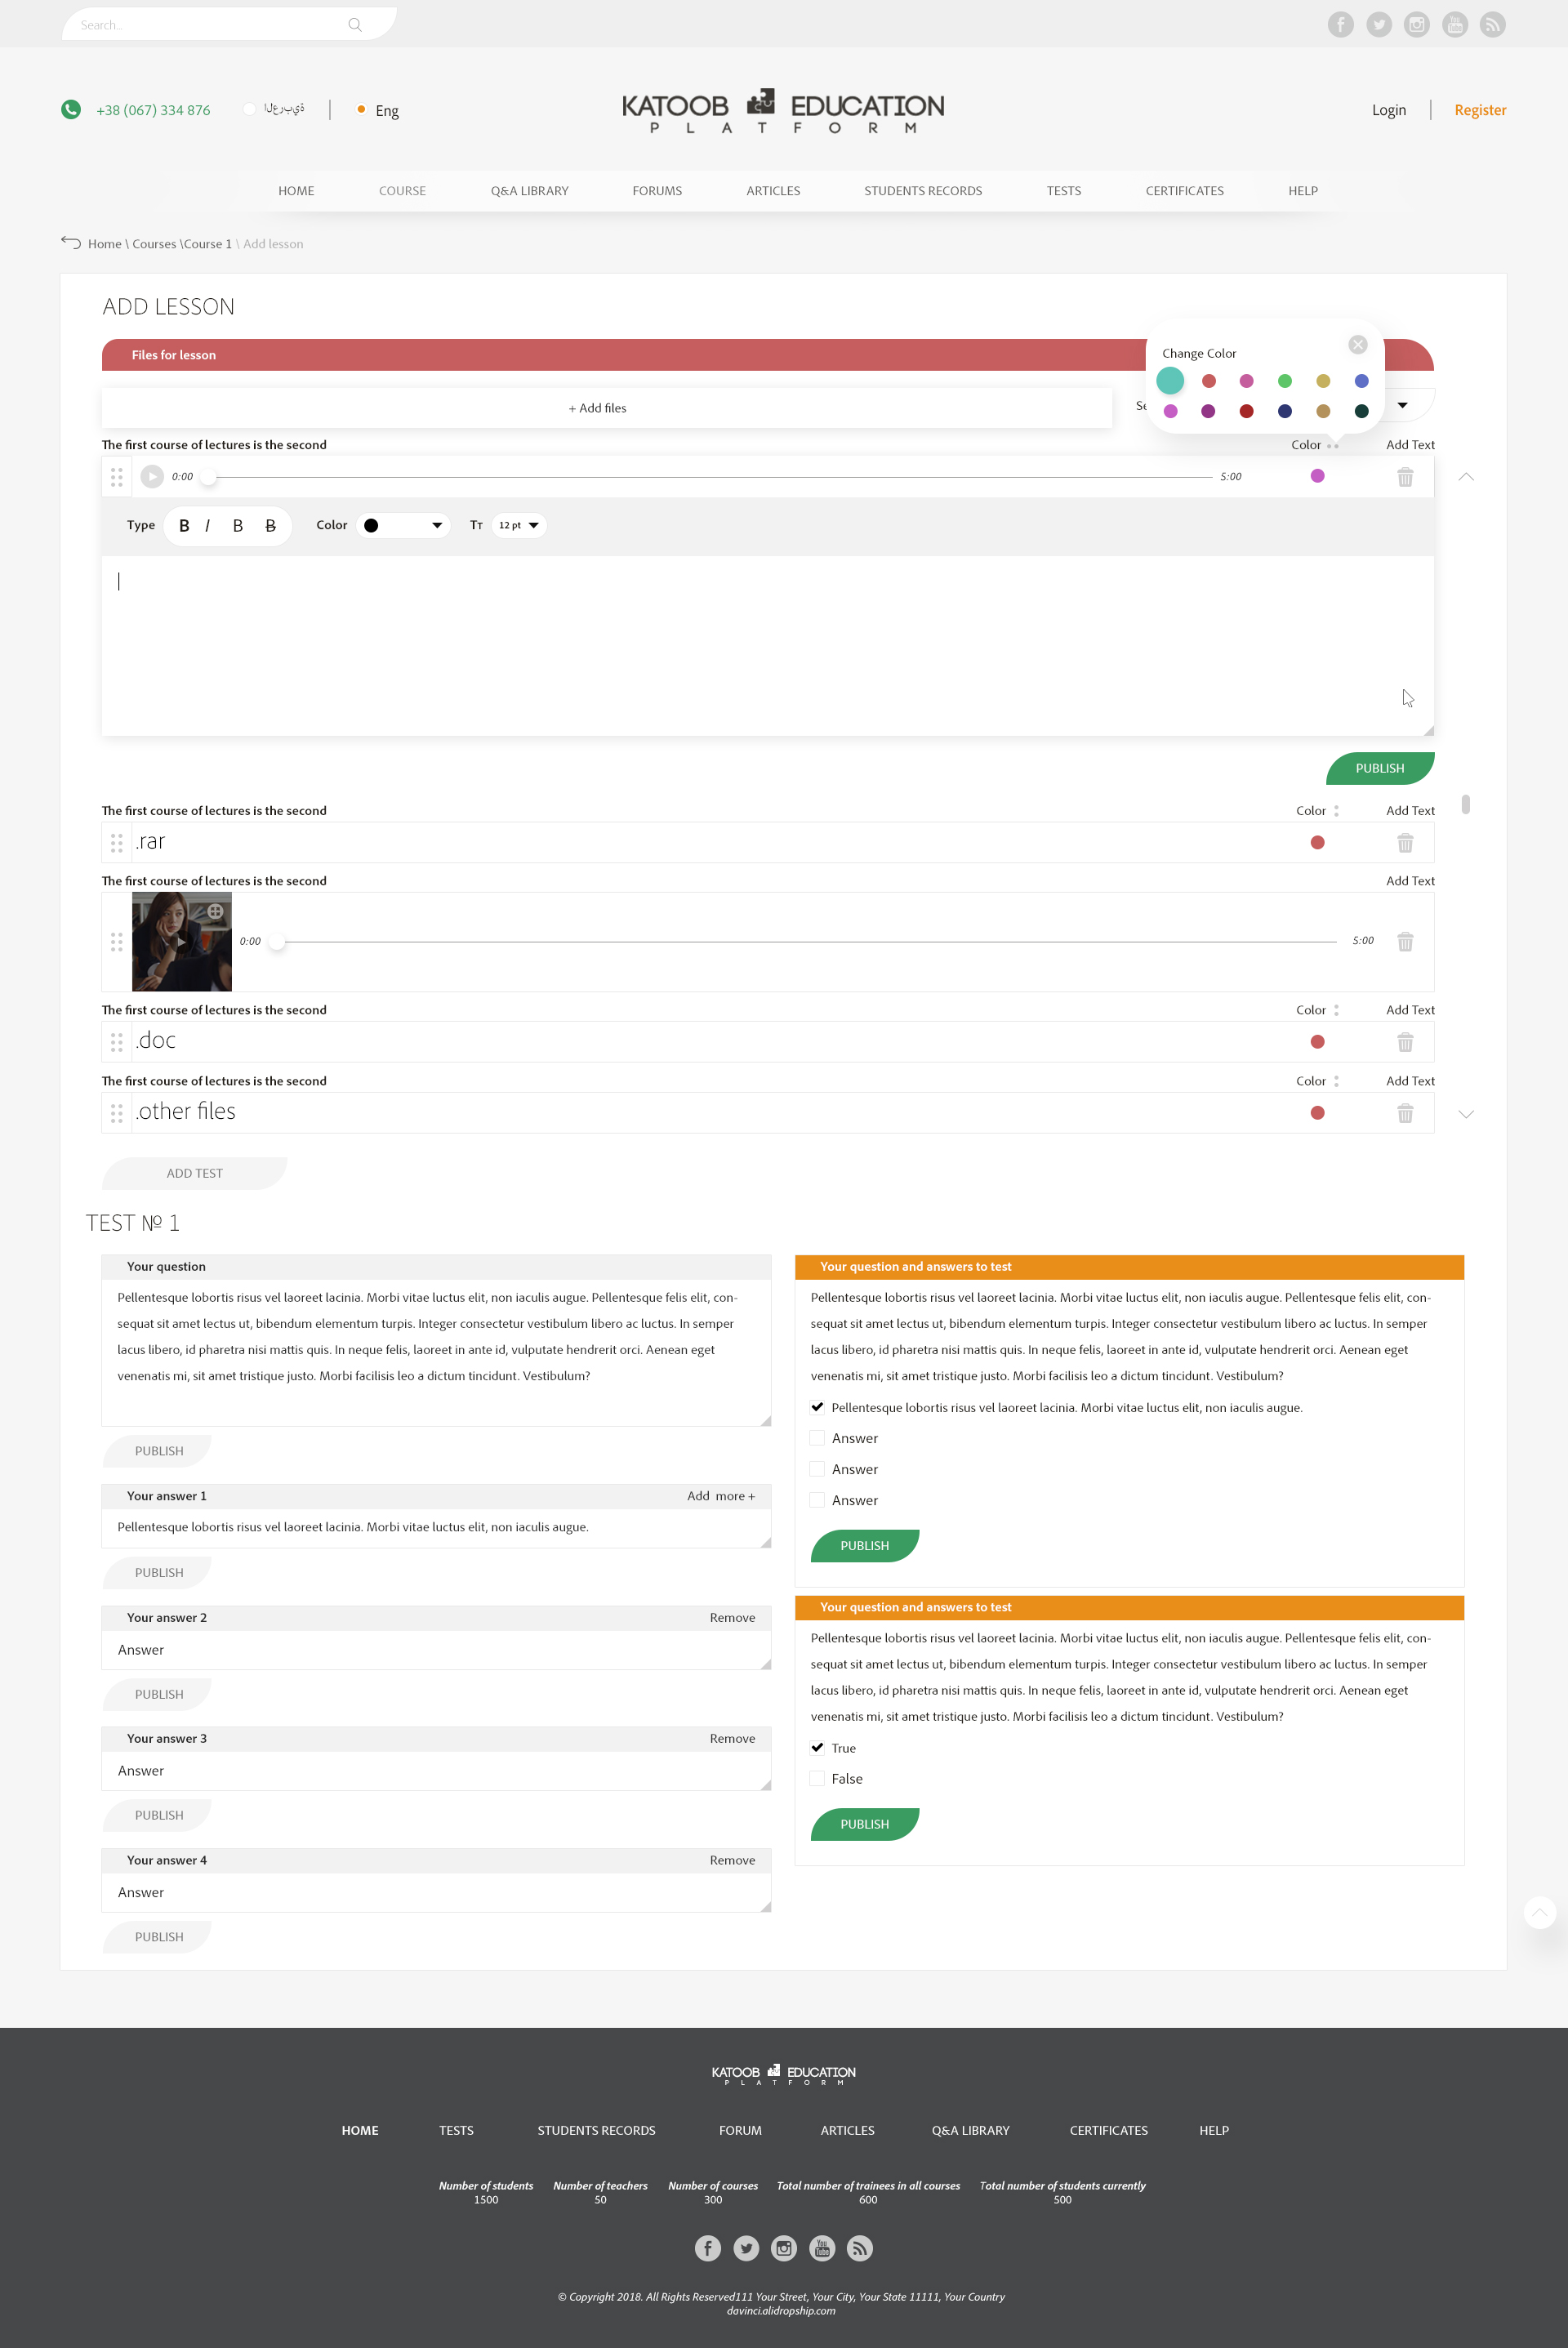 Search...
+38 (067) 334 876
العربية
Eng
KATOOB EDUCATION
PLATFORM
Login
Register
HOME
COURSE
Q&A LIBRARY
FORUMS
ARTICLES
STUDENTS RECORDS
TESTS
CERTIFICATES
HELP
Home \ Courses \Course 1 \ Add lesson
ADD LESSON
Files for lesson
Change Color
+ Add files
The first course of lectures is the second
Color
Add Text
0:00
5:00
Type
B I B B
Color
TT
12 pt
PUBLISH
The first course of lectures is the second
Color
Add Text
.rar
The first course of lectures is the second
Add Text
0:00
5:00
The first course of lectures is the second
Color
Add Text
.doc
The first course of lectures is the second
Color
Add Text
.other files
ADD TEST
TEST № 1
Your question
Pellentesque lobortis risus vel laoreet lacinia. Morbi vitae luctus elit, non iaculis augue. Pellentesque felis elit, con-
sequat sit amet lectus ut, bibendum elementum turpis. Integer consectetur vestibulum libero ac luctus. In semper
lacus libero, id pharetra nisi mattis quis. In neque felis, laoreet in ante id, vulputate hendrerit orci. Aenean eget
venenatis mi, sit amet tristique justo. Morbi facilisis leo a dictum tincidunt. Vestibulum?
PUBLISH
Your answer 1
Add more +
Pellentesque lobortis risus vel laoreet lacinia. Morbi vitae luctus elit, non iaculis augue.
PUBLISH
Your answer 2
Remove
Answer
PUBLISH
Your answer 3
Remove
Answer
PUBLISH
Your answer 4
Remove
Answer
PUBLISH
Your question and answers to test
Pellentesque lobortis risus vel laoreet lacinia. Morbi vitae luctus elit, non iaculis augue. Pellentesque felis elit, con-
sequat sit amet lectus ut, bibendum elementum turpis. Integer consectetur vestibulum libero ac luctus. In semper
lacus libero, id pharetra nisi mattis quis. In neque felis, laoreet in ante id, vulputate hendrerit orci. Aenean eget
venenatis mi, sit amet tristique justo. Morbi facilisis leo a dictum tincidunt. Vestibulum?
Pellentesque lobortis risus vel laoreet lacinia. Morbi vitae luctus elit, non iaculis augue.
Answer
Answer
Answer
PUBLISH
Your question and answers to test
Pellentesque lobortis risus vel laoreet lacinia. Morbi vitae luctus elit, non iaculis augue. Pellentesque felis elit, con-
sequat sit amet lectus ut, bibendum elementum turpis. Integer consectetur vestibulum libero ac luctus. In semper
lacus libero, id pharetra nisi mattis quis. In neque felis, laoreet in ante id, vulputate hendrerit orci. Aenean eget
venenatis mi, sit amet tristique justo. Morbi facilisis leo a dictum tincidunt. Vestibulum?
True
False
PUBLISH
KATOOB EDUCATION
PLATFORM
HOME
TESTS
STUDENTS RECORDS
FORUM
ARTICLES
Q&A LIBRARY
CERTIFICATES
HELP
Number of students
1500
Number of teachers
50
Number of courses
300
Total number of trainees in all courses
600
Total number of students currently
500
© Copyright 2018. All Rights Reserved111 Your Street, Your City, Your State 11111, Your Country
davinci.alidropship.com